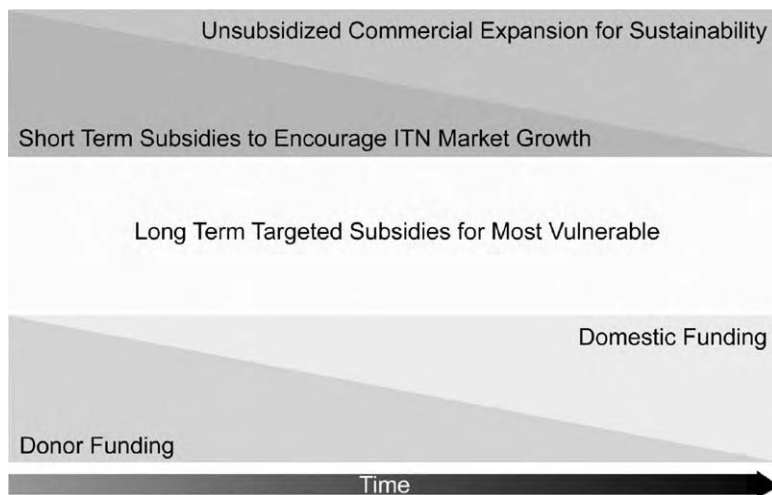 Unsubsidized Commercial Expansion for Sustainability
Short Term Subsidies to Encourage ITN Market Growth
Long Term Targeted Subsidies for Most Vulnerable
Domestic Funding
Donor Funding
Time